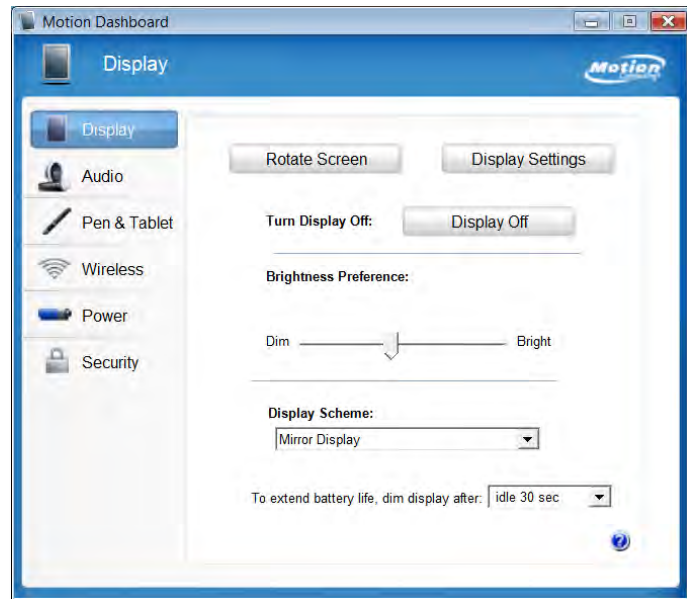 Motion Dashboard
Display
Motion
Display
Audio
Pen & Tablet
Wireless
Power
Security
Rotate Screen Display Settings
Turn Display Off: Display Off
Brightness Preference:
Dim Bright
Display Scheme:
Mirror Display
To extend battery life, dim display after: idle 30 sec